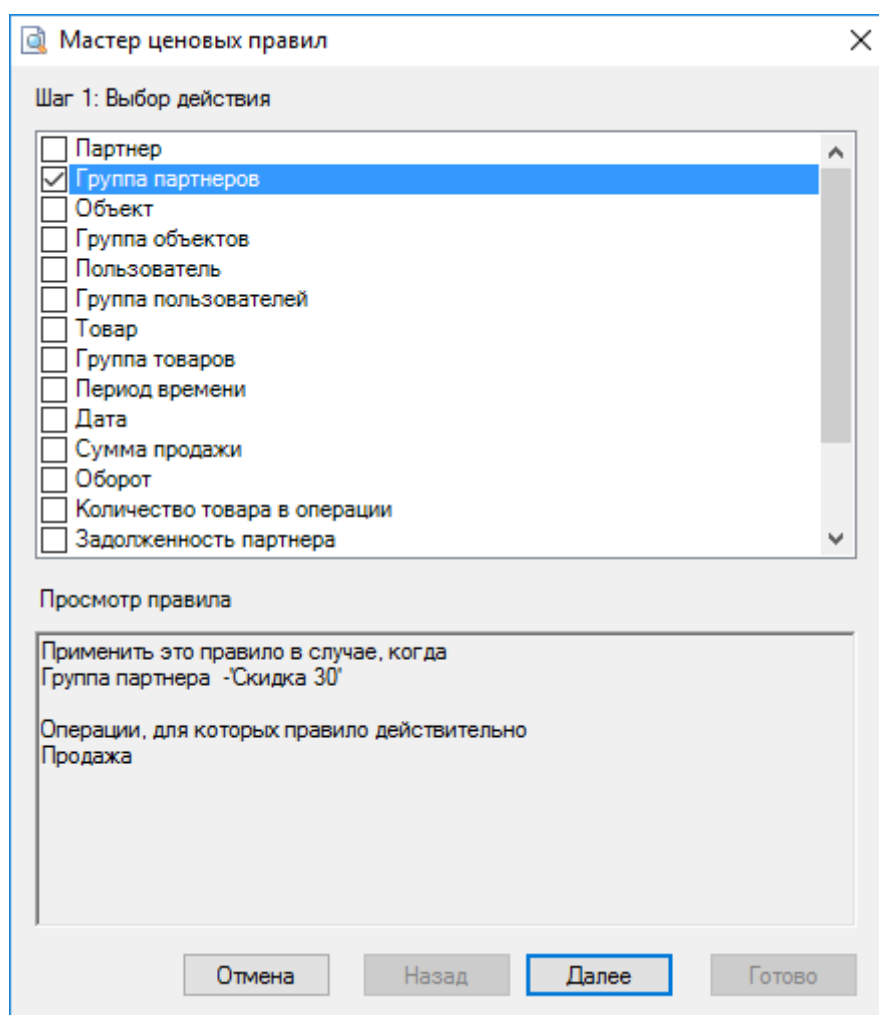 Мастер ценовых правил
Шаг 1: Выбор действия
Партнер
Группа партнеров
Объект
Группа объектов
Пользователь
Группа пользователей
Товар
Группа товаров
Период времени
Дата
Сумма продажи
Оборот
Количество товара в операции
Задолженность партнера
Просмотр правила
Применить это правило в случае, когда
Группа партнера -'Скидка 30'
Операции, для которых правило действительно
Продажа
Отмена Назад Далее Готово